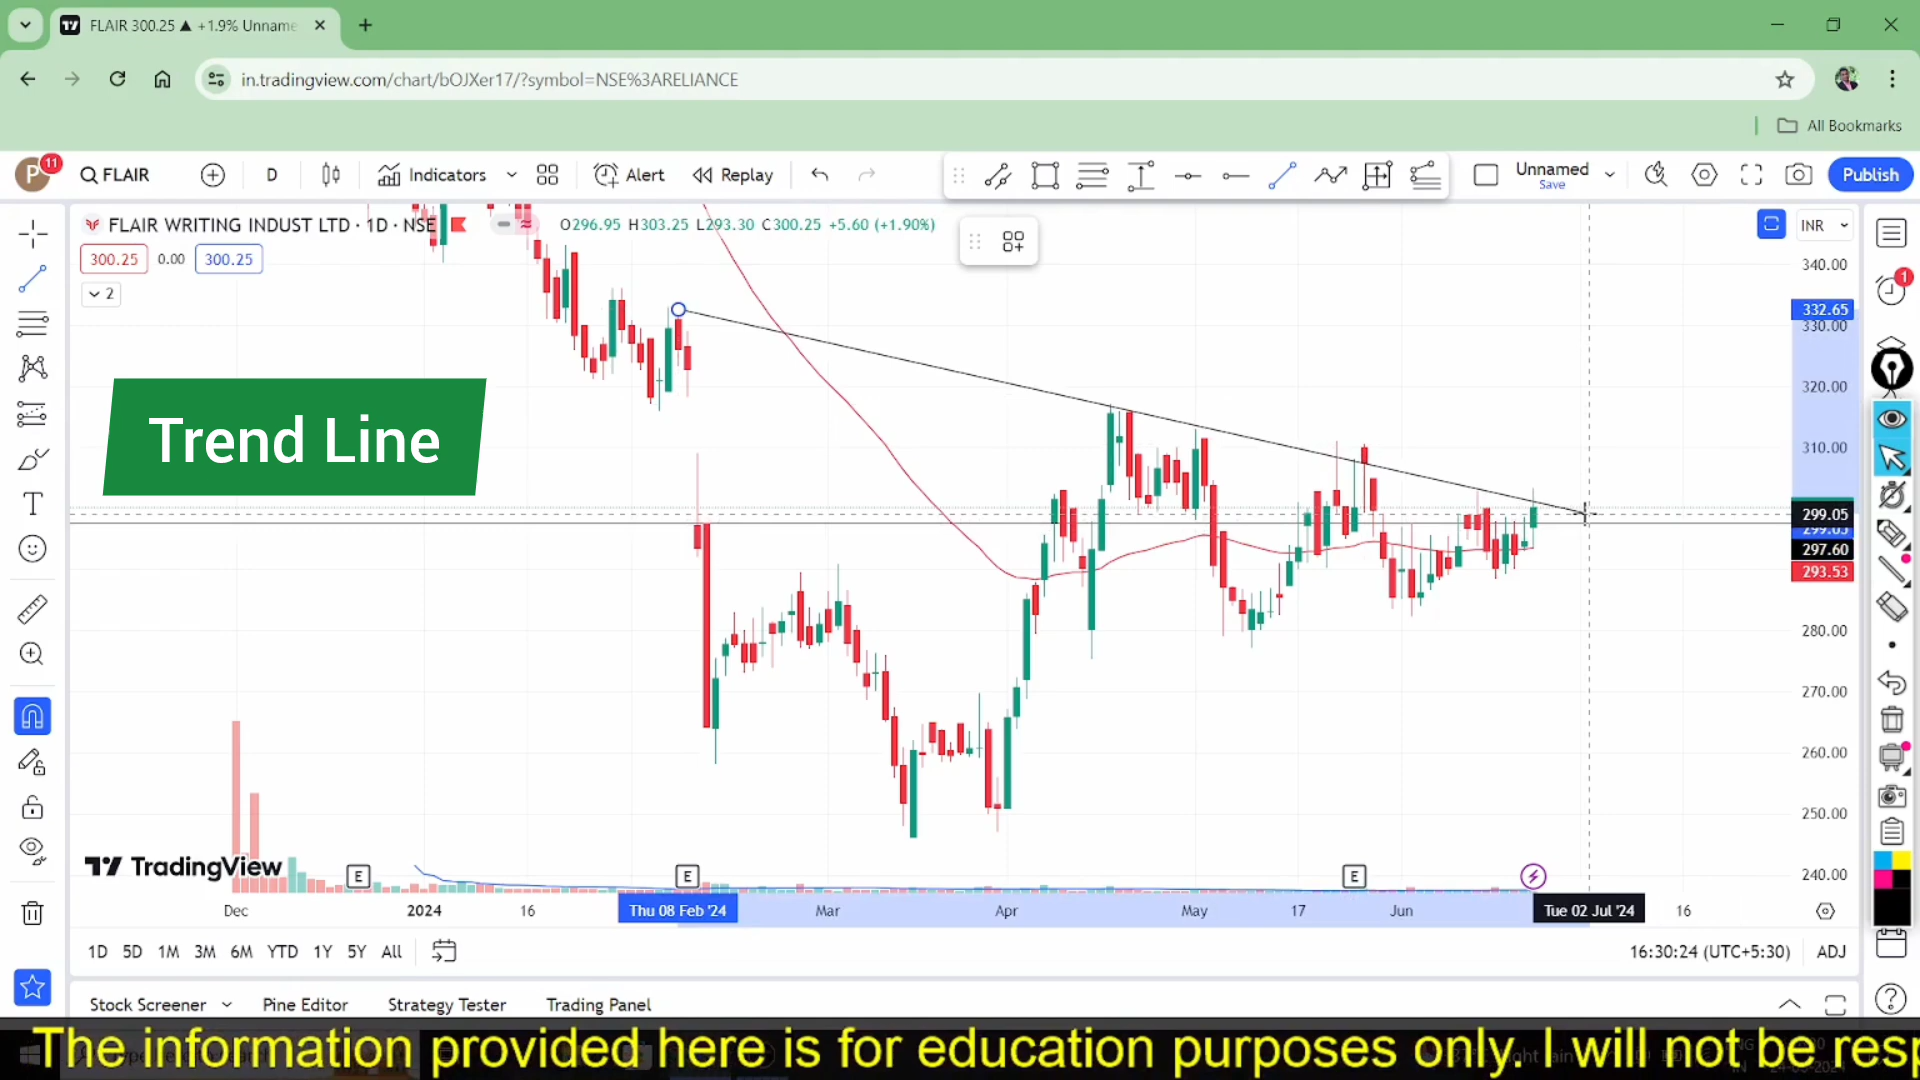 FLAIR 300.25 ▲ +1.9% Unname
in.tradingview.com/chart/bOJXer17/?symbol=NSE%3ARELIANCE
All Bookmarks
P 11 FLAIR D Indicators Alert Replay Unnamed Save Publish
FLAIR WRITING INDUST LTD · 1D · NSE O296.95 H303.25 L293.30 C300.25 +5.60 (+1.90%) INR
300.25 0.00 300.25
2
340.00
332.65
330.00
320.00
310.00
299.05
297.60
293.53
280.00
270.00
260.00
250.00
240.00
1
Trend Line
TradingView
E E E
Dec 2024 16 Thu 08 Feb '24 Mar Apr May 17 Jun Tue 02 Jul '24 16
1D 5D 1M 3M 6M YTD 1Y 5Y All 16:30:24 (UTC+5:30) ADJ
Stock Screener Pine Editor Strategy Tester Trading Panel
The information provided here is for education purposes only. I will not be resp